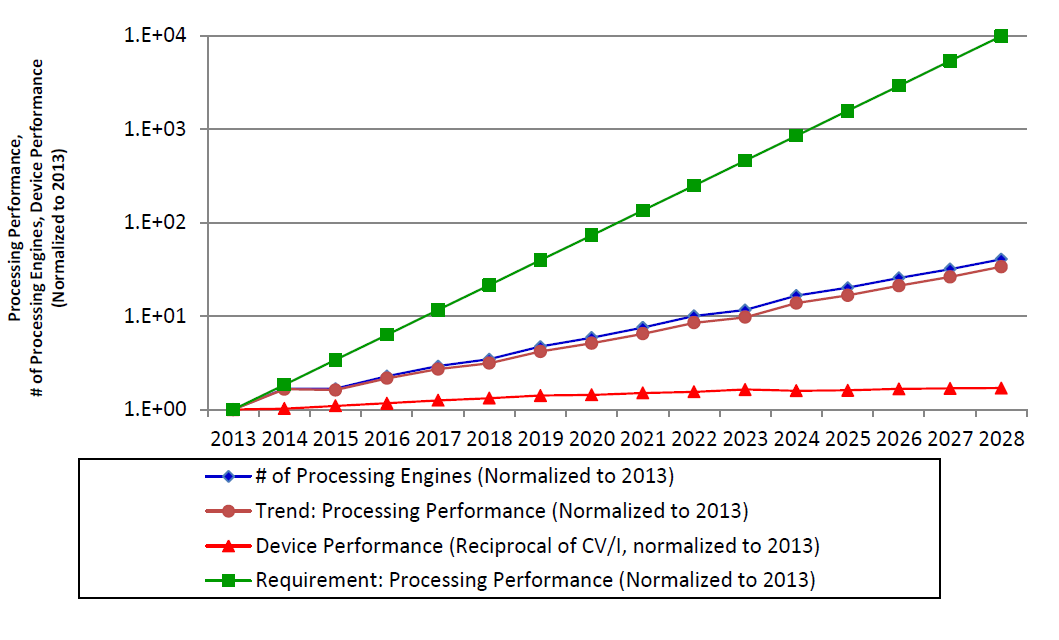 Processing Performance,
# of Processing Engines, Device Performance
(Normalized to 2013)
1.E+04
1.E+03
1.E+02
1.E+01
1.E+00
2013 2014 2015 2016 2017 2018 2019 2020 2021 2022 2023 2024 2025 2026 2027 2028
# of Processing Engines (Normalized to 2013)
Trend: Processing Performance (Normalized to 2013)
Device Performance (Reciprocal of CV/I, normalized to 2013)
Requirement: Processing Performance (Normalized to 2013)